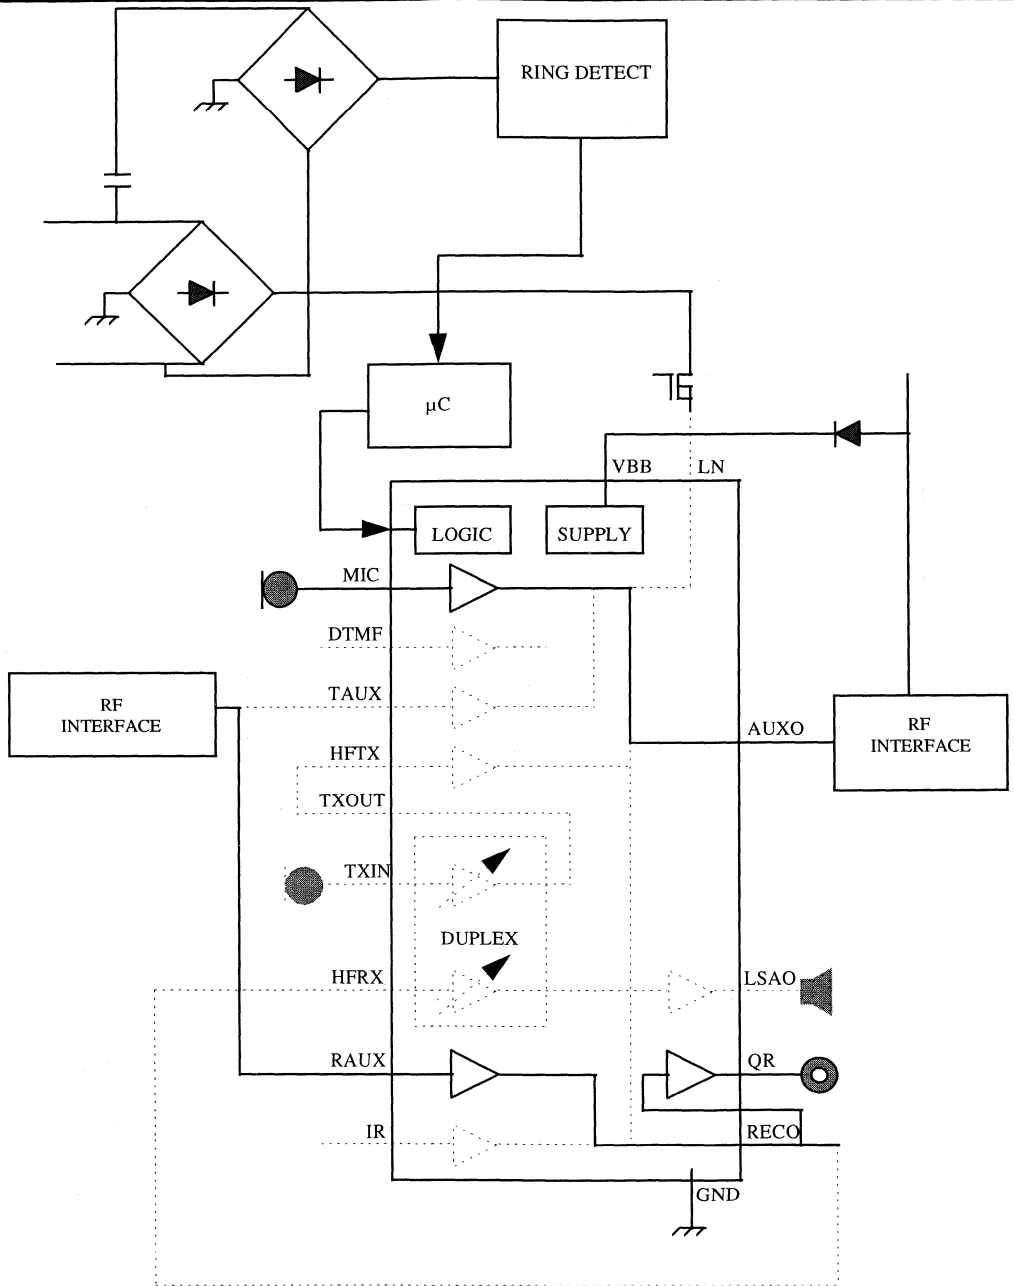 RING DETECT
µC
VBB
LN
LOGIC
SUPPLY
MIC
DTMF
RF
INTERFACE
TAUX
RF
INTERFACE
AUXO
HFTX
TXOUT
TXIN
DUPLEX
HFRX
LSAO
RAUX
QR
IR
RECO
GND